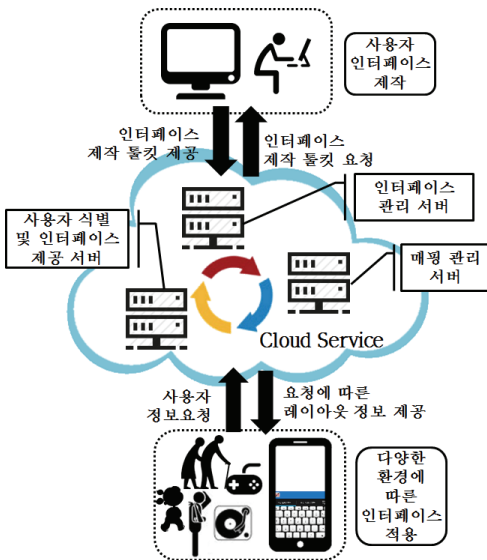 사용자
인터페이스
제작
인터페이스
제작 툴킷 제공
인터페이스
제작 툴킷 요청
인터페이스
관리 서버
사용자 식별
및 인터페이스
제공 서버
매핑 관리
서버
Cloud Service
사용자
정보요청
요청에 따른
레이아웃 정보 제공
다양한
환경에
따른
인터페이스
적용